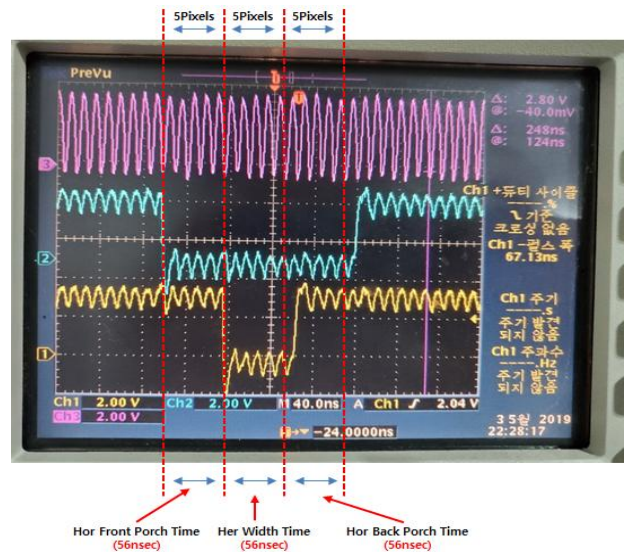 5Pixels 5Pixels 5Pixels
PreVu
Δ: 2.80 V
@: -40.0mV
Δ: 248ns
@: 124ns
3
Ch1 +듀티 사이클
----.%
기준
크로싱 없음
2
Ch1 -펄스 폭
67.13ns
Ch1 주기
----.s
주기 발견
되지 않음
1
Ch1 주파수
----.Hz
주기 발견
되지 않음
Ch1 2.00 V Ch2 2.00 V M 40.0ns A Ch1 2.04 V
Ch3 2.00 V
3 5월 2019
-24.0000ns
22:28:17
Hor Front Porch Time Her Width Time Hor Back Porch Time
(56nsec) (56nsec) (56nsec)